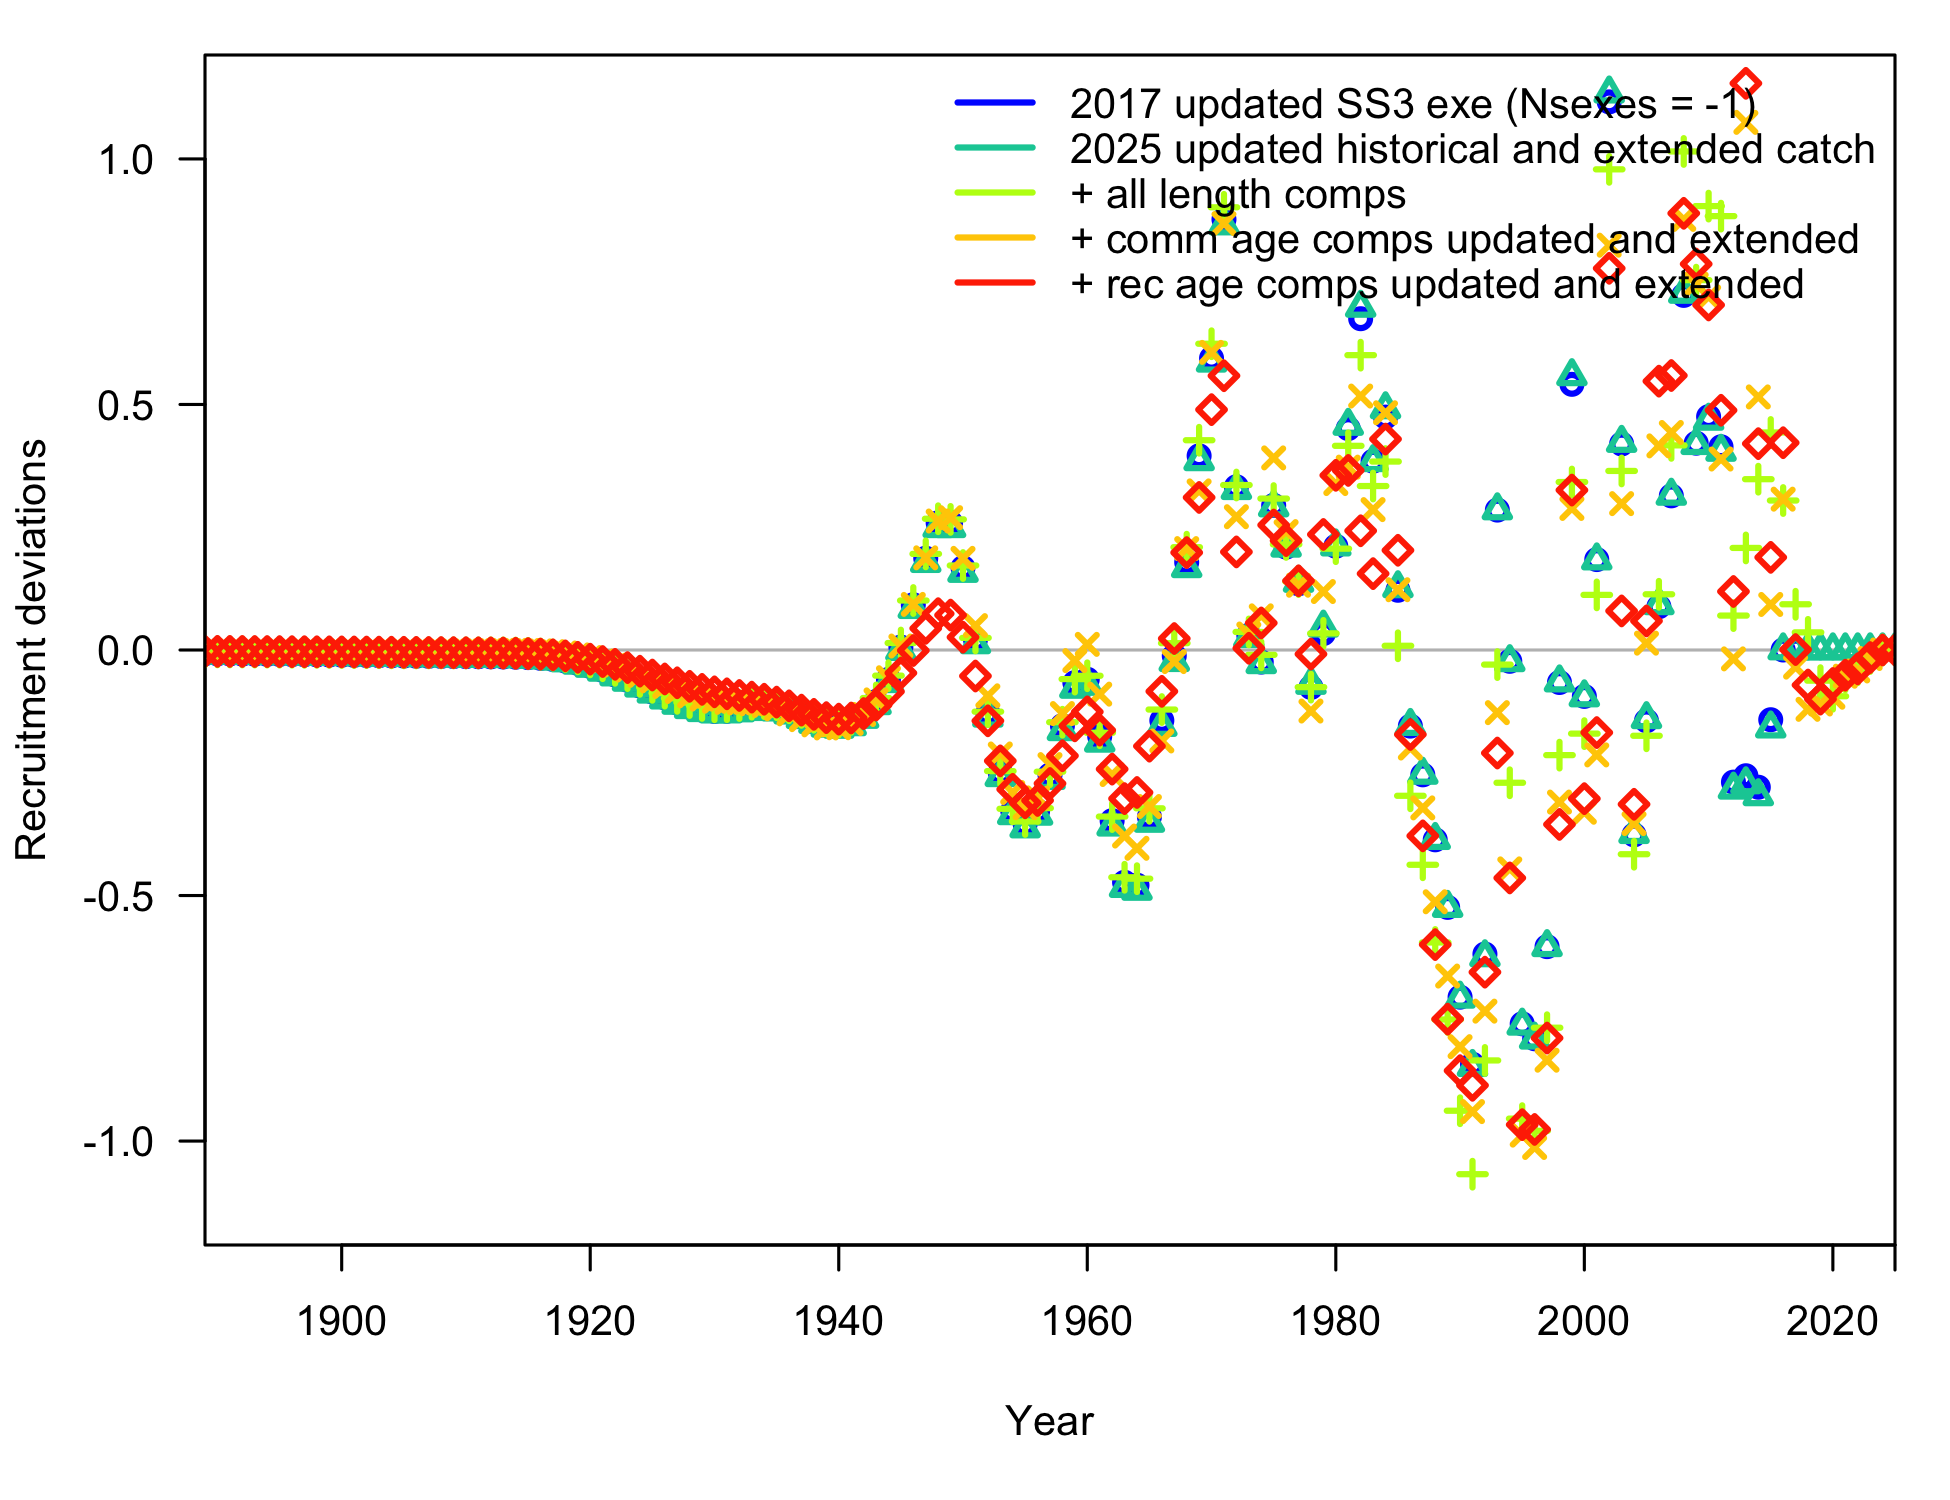 2017 updated SS3 exe (Nsexes = -1)
2025 updated historical and extended catch
+ all length comps
+ comm age comps updated and extended
+ rec age comps updated and extended
Recruitment deviations
1.0
0.5
0.0
-0.5
-1.0
1900 1920 1940 1960 1980 2000 2020
Year